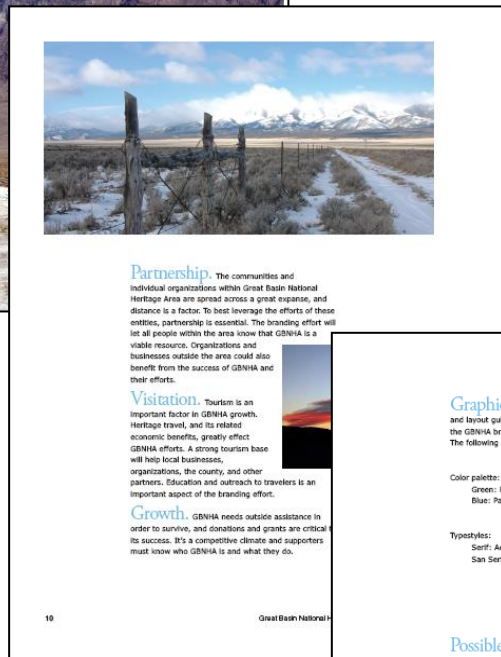 Partnership. The communities and
individual organizations within Great Basin National
Heritage Area are spread across a great expanse, and
distance is a factor. To best leverage the efforts of these
entities, partnership is essential. The branding effort will
let all people within the area know that GBNHA is a
viable resource. Organizations and
businesses outside the area could also
benefit from the success of GBNHA and
their efforts.
Visitation. Tourism is an
important factor in GBNHA growth.
Heritage travel, and its related
economic benefits, greatly effect
GBNHA efforts. A strong tourism base
will help local businesses,
organizations, the county, and other
partners. Education and outreach to travelers is an
important aspect of the branding effort.
Growth. GBNHA needs outside assistance in
order to survive, and donations and grants are critical
its success. It's a competitive climate and supporters
must know who GBNHA is and what they do.
10
Great Basin National
and layout
the GBNHA
The following
Color palette:
Green:
Blue:
Typestyles:
Serif:
San
Possible